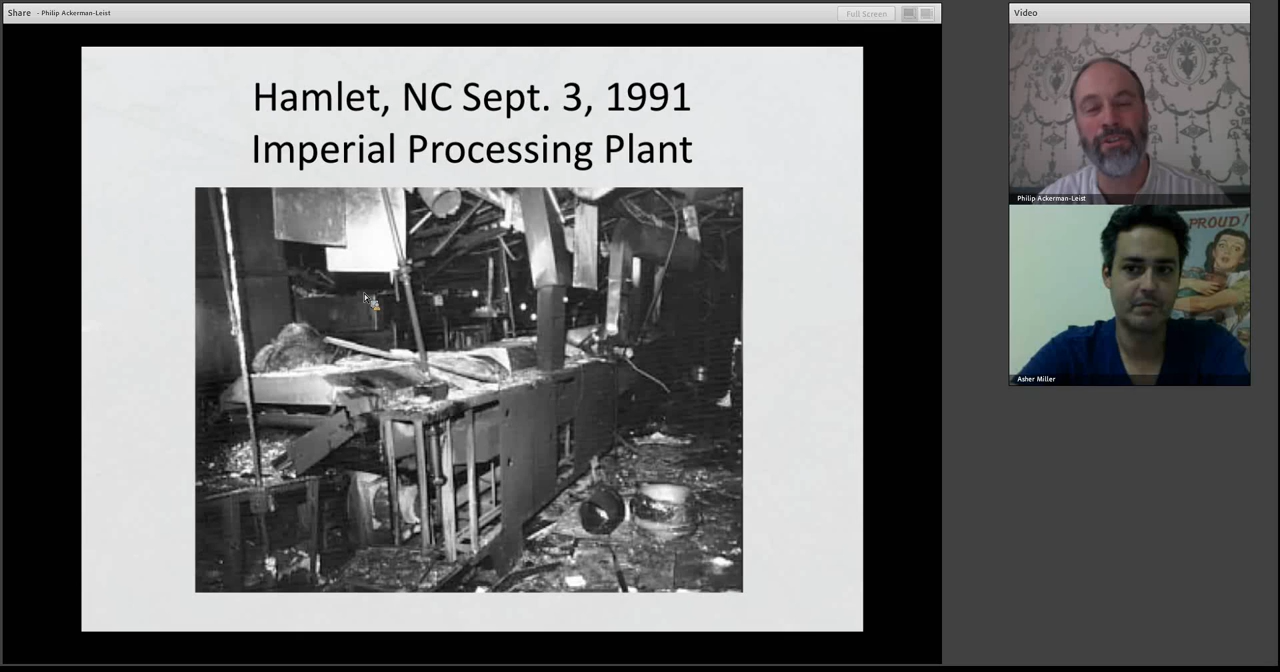 Share - Philip Ackerman-Leist
Full Screen
Video
Hamlet, NC Sept. 3, 1991
Imperial Processing Plant
Philip Ackerman-Leist
PROUD!
Asher Miller